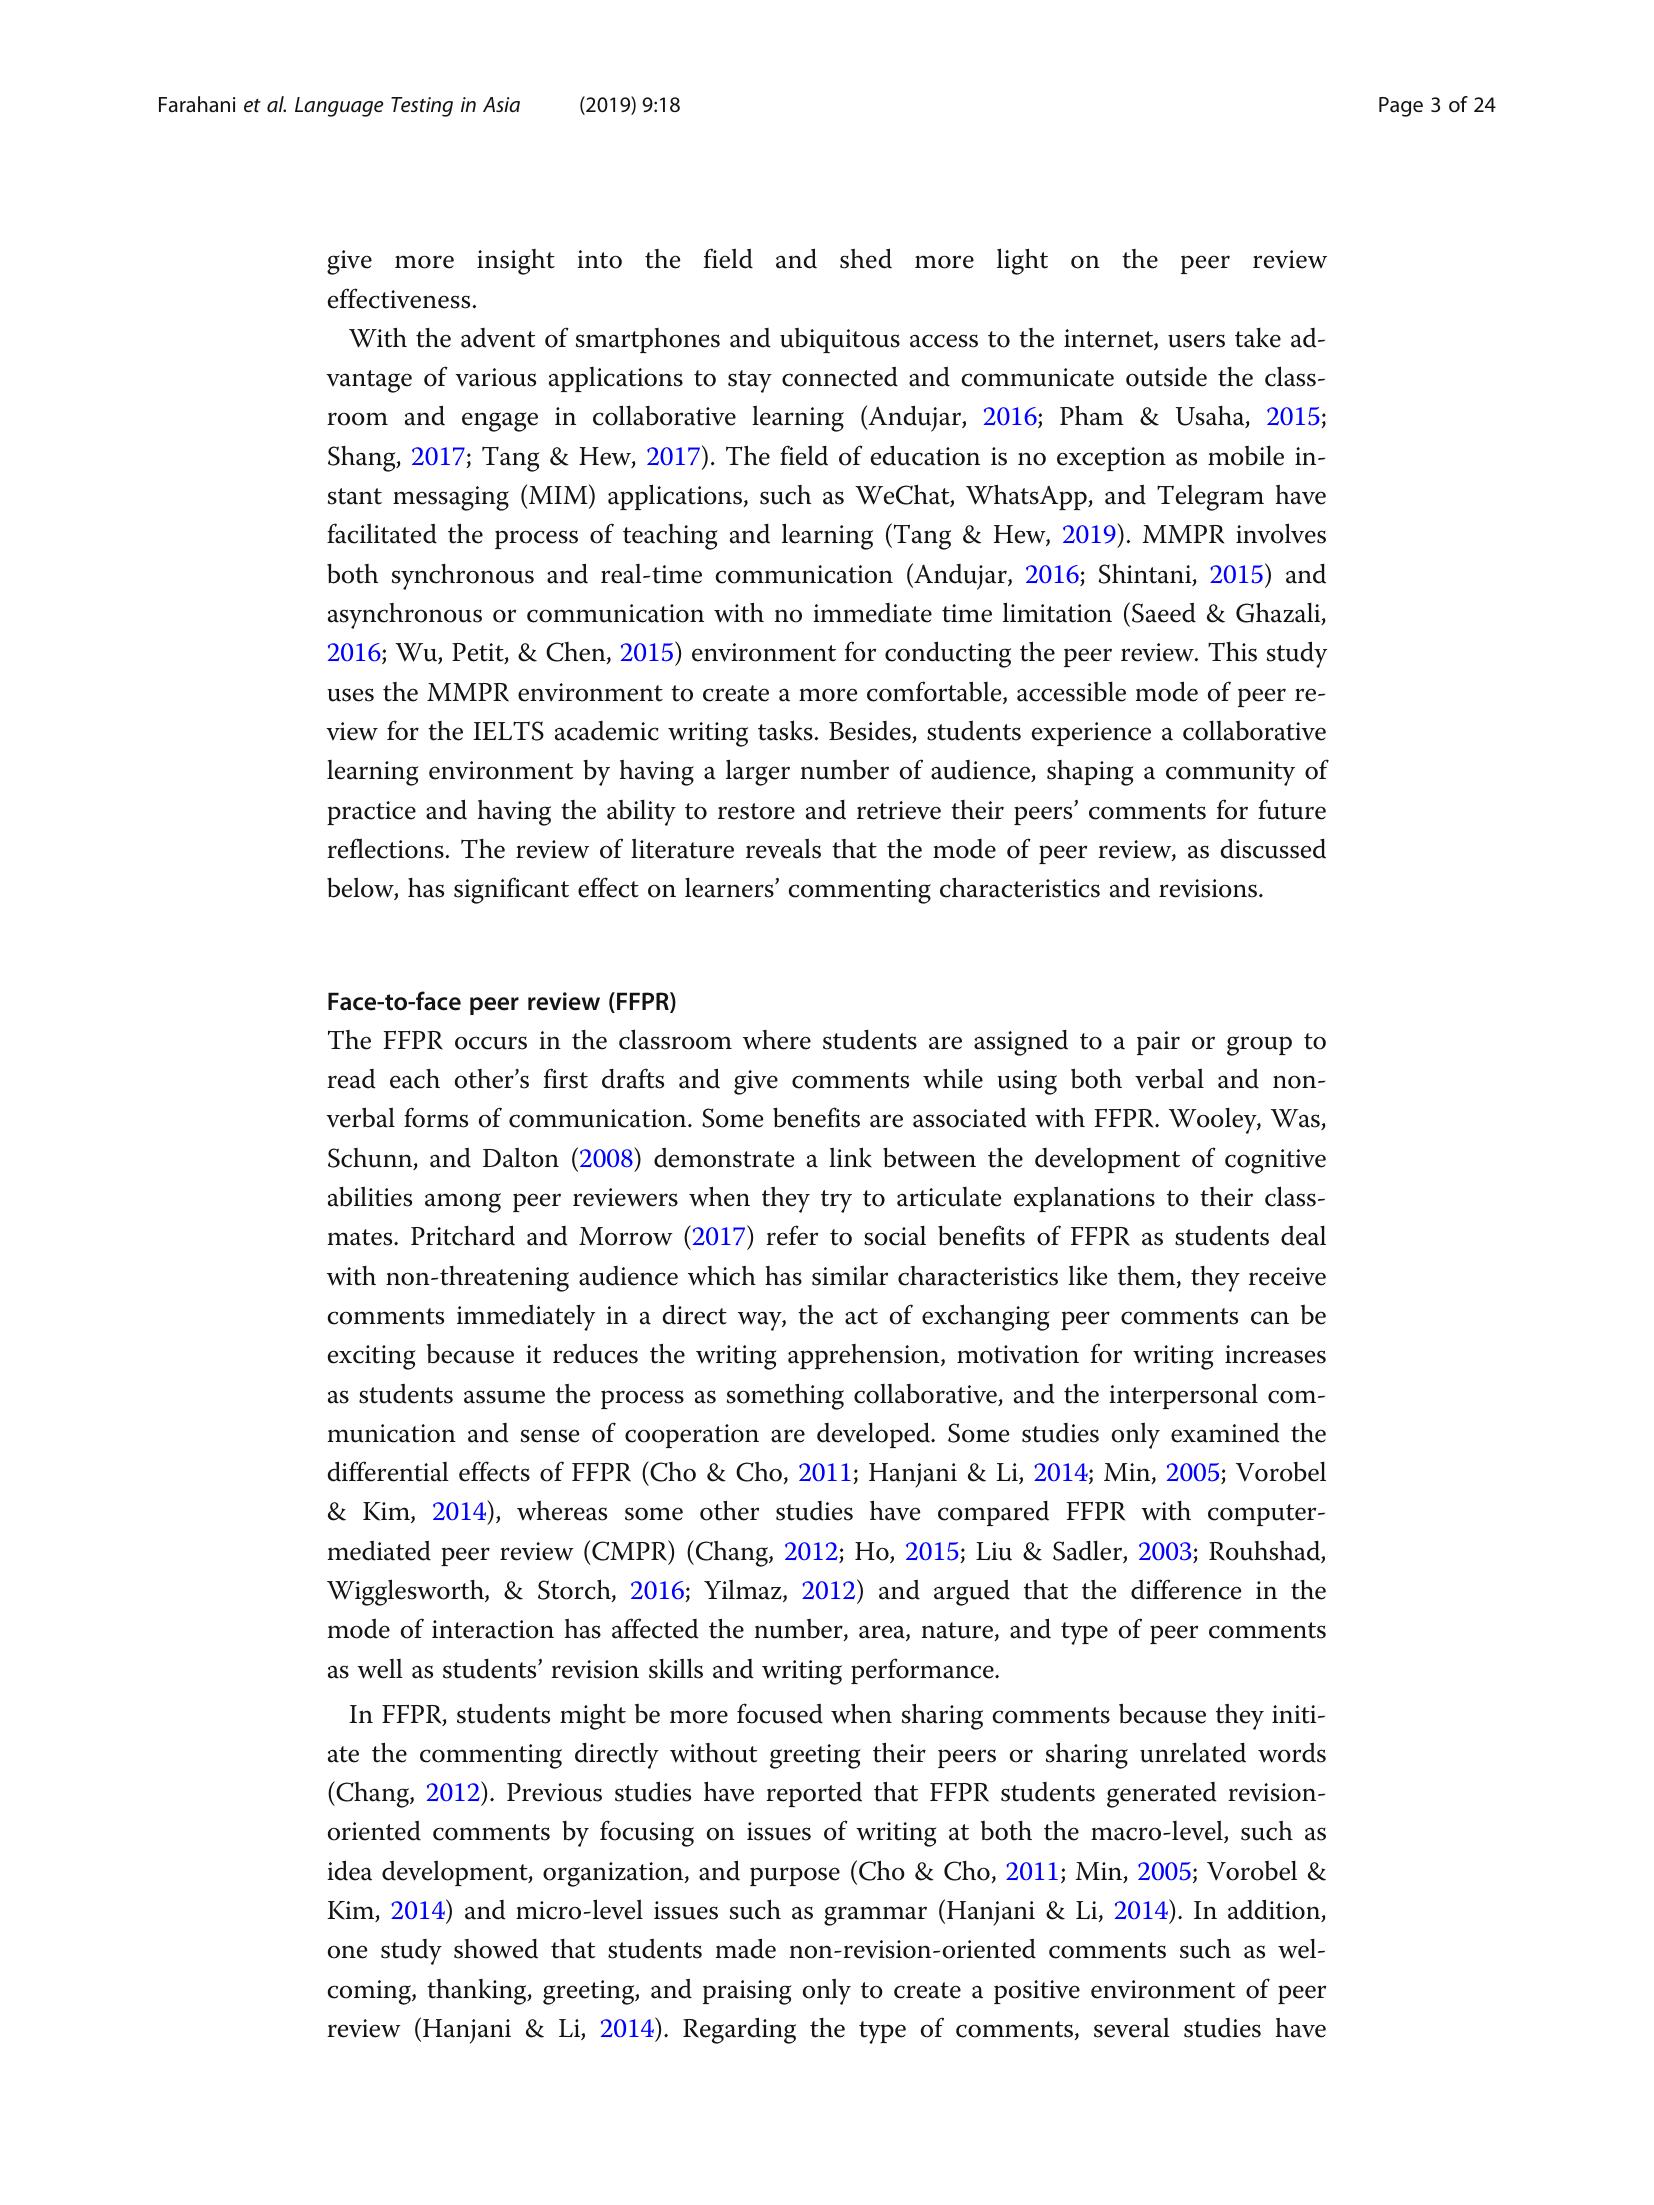 Farahani et al. Language Testing in Asia (2019) 9:18 Page 3 of 24
give more insight into the field and shed more light on the peer review
effectiveness.
With the advent of smartphones and ubiquitous access to the internet, users take ad-
vantage of various applications to stay connected and communicate outside the class-
room and engage in collaborative learning (Andujar, 2016; Pham & Usaha, 2015;
Shang, 2017; Tang & Hew, 2017). The field of education is no exception as mobile in-
stant messaging (MIM) applications, such as WeChat, WhatsApp, and Telegram have
facilitated the process of teaching and learning (Tang & Hew, 2019). MMPR involves
both synchronous and real-time communication (Andujar, 2016; Shintani, 2015) and
asynchronous or communication with no immediate time limitation (Saeed & Ghazali,
2016; Wu, Petit, & Chen, 2015) environment for conducting the peer review. This study
uses the MMPR environment to create a more comfortable, accessible mode of peer re-
view for the IELTS academic writing tasks. Besides, students experience a collaborative
learning environment by having a larger number of audience, shaping a community of
practice and having the ability to restore and retrieve their peers’ comments for future
reflections. The review of literature reveals that the mode of peer review, as discussed
below, has significant effect on learners’ commenting characteristics and revisions.
Face-to-face peer review (FFPR)
The FFPR occurs in the classroom where students are assigned to a pair or group to
read each other’s first drafts and give comments while using both verbal and non-
verbal forms of communication. Some benefits are associated with FFPR. Wooley, Was,
Schunn, and Dalton (2008) demonstrate a link between the development of cognitive
abilities among peer reviewers when they try to articulate explanations to their class-
mates. Pritchard and Morrow (2017) refer to social benefits of FFPR as students deal
with non-threatening audience which has similar characteristics like them, they receive
comments immediately in a direct way, the act of exchanging peer comments can be
exciting because it reduces the writing apprehension, motivation for writing increases
as students assume the process as something collaborative, and the interpersonal com-
munication and sense of cooperation are developed. Some studies only examined the
differential effects of FFPR (Cho & Cho, 2011; Hanjani & Li, 2014; Min, 2005; Vorobel
& Kim, 2014), whereas some other studies have compared FFPR with computer-
mediated peer review (CMPR) (Chang, 2012; Ho, 2015; Liu & Sadler, 2003; Rouhshad,
Wigglesworth, & Storch, 2016; Yilmaz, 2012) and argued that the difference in the
mode of interaction has affected the number, area, nature, and type of peer comments
as well as students’ revision skills and writing performance.
In FFPR, students might be more focused when sharing comments because they initi-
ate the commenting directly without greeting their peers or sharing unrelated words
(Chang, 2012). Previous studies have reported that FFPR students generated revision-
oriented comments by focusing on issues of writing at both the macro-level, such as
idea development, organization, and purpose (Cho & Cho, 2011; Min, 2005; Vorobel &
Kim, 2014) and micro-level issues such as grammar (Hanjani & Li, 2014). In addition,
one study showed that students made non-revision-oriented comments such as wel-
coming, thanking, greeting, and praising only to create a positive environment of peer
review (Hanjani & Li, 2014). Regarding the type of comments, several studies have